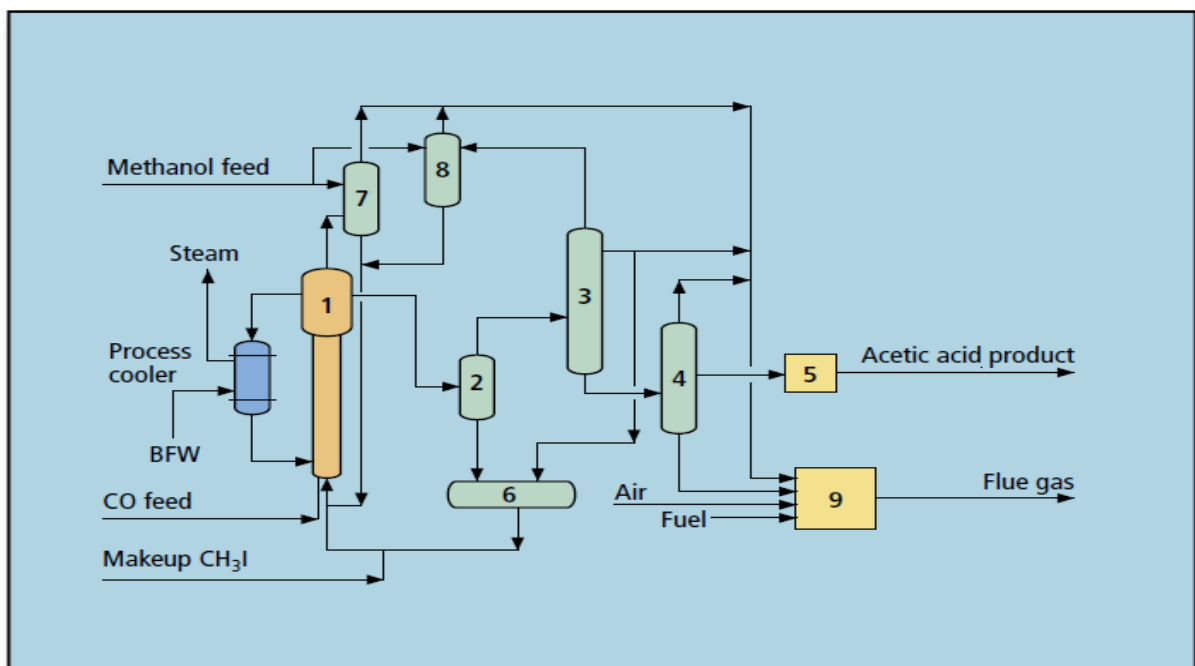 Methanol feed
8
7
Steam
1
3
Process
cooler
2
4
5
Acetic acid product
BFW
6
Air
9
Flue gas
CO feed
Fuel
Makeup CH₃I